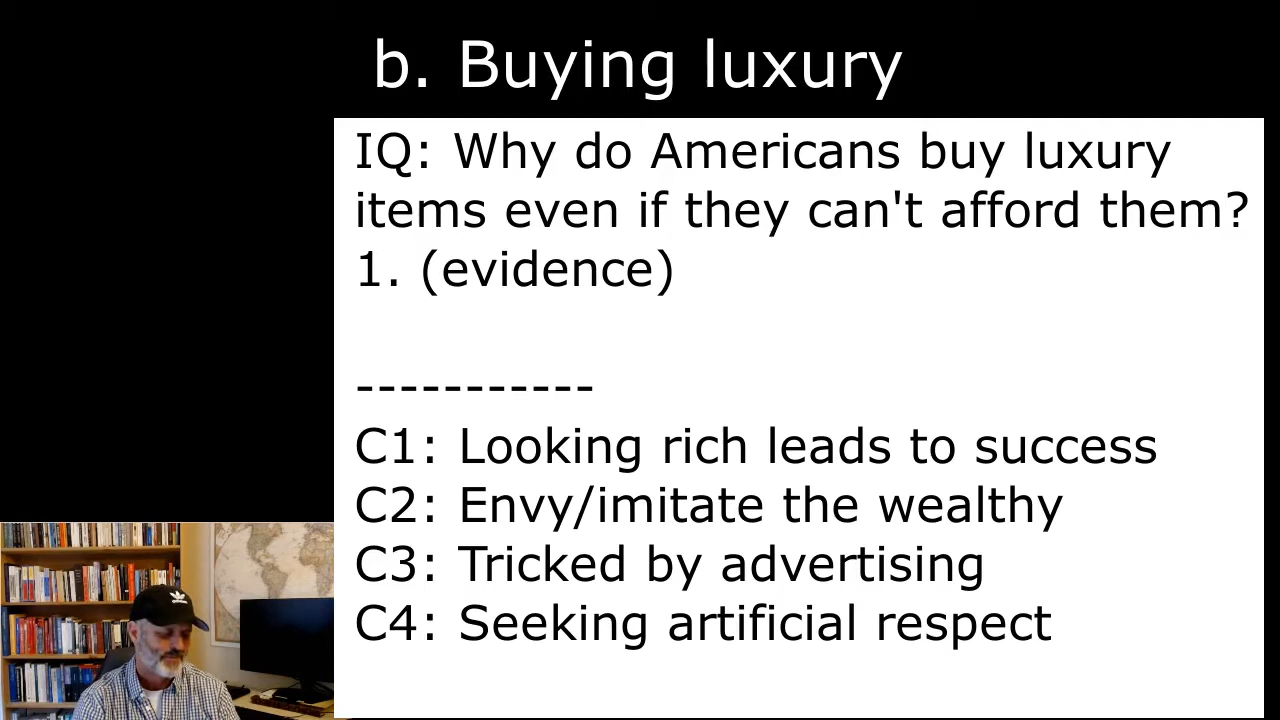 b. Buying luxury
IQ: Why do Americans buy luxury
items even if they can't afford them?
1. (evidence)
-----------
C1: Looking rich leads to success
C2: Envy/imitate the wealthy
C3: Tricked by advertising
C4: Seeking artificial respect